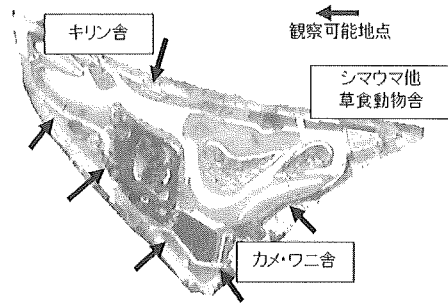 キリン舎
観察可能地点
シマウマ他
草食動物舎
カメ・ワニ舎